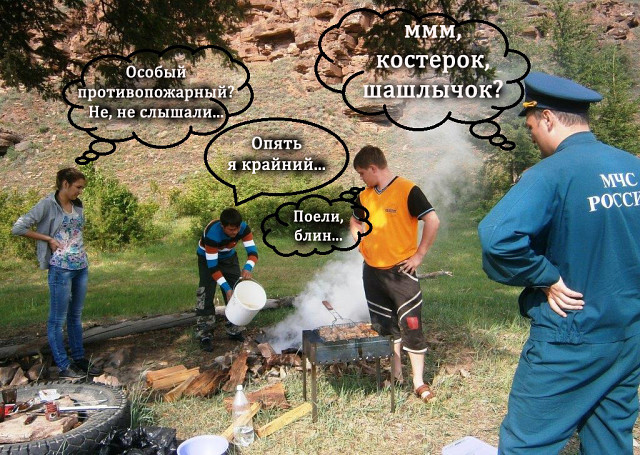 Особый
противопожарный?
Не, не слышали...
ммм,
костерок,
шашлычок?
Опять
я крайний...
Поели,
блин...
МЧС
РОССИ